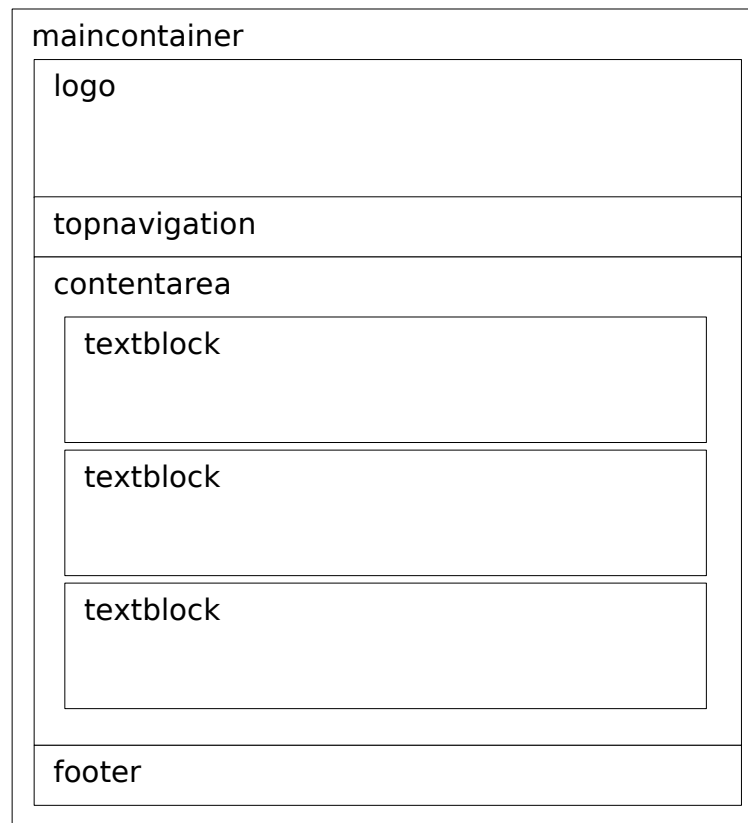 maincontainer
logo
topnavigation
contentarea
textblock
textblock
textblock
footer